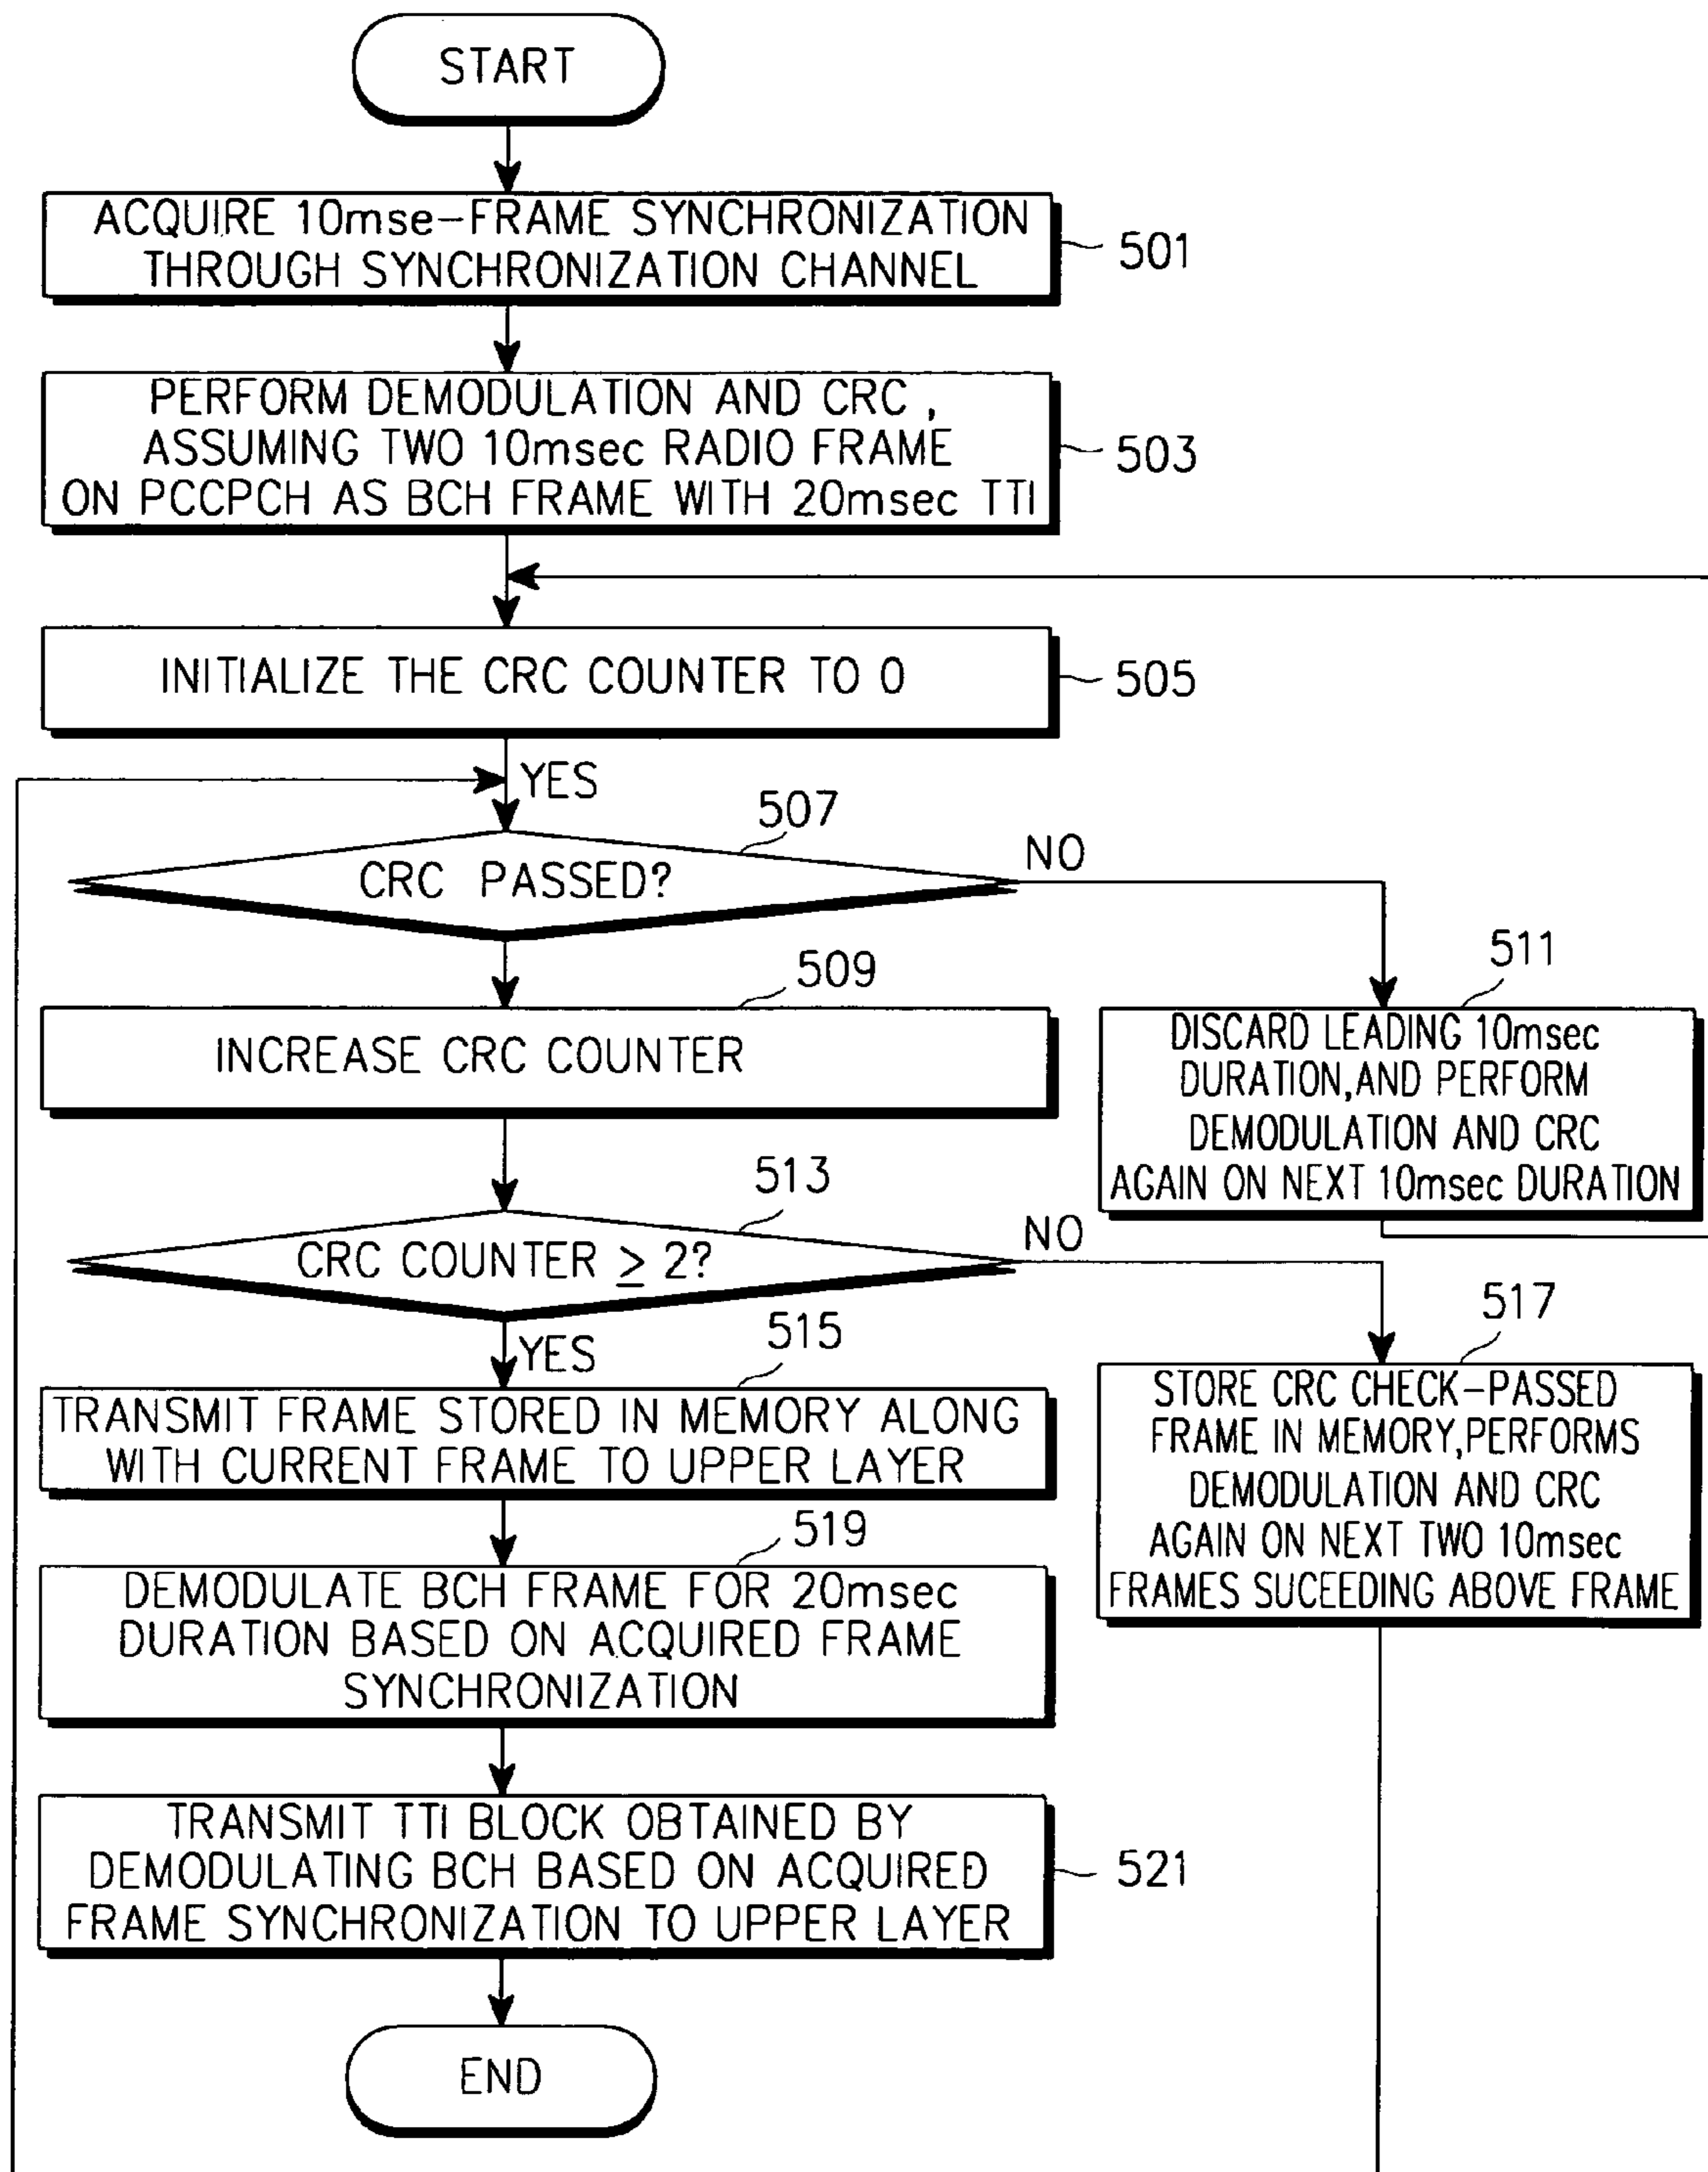 START
ACQUIRE 10mse-FRAME SYNCHRONIZATION
THROUGH SYNCHRONIZATION CHANNEL
501
PERFORM DEMODULATION AND CRC ,
ASSUMING TWO 10msec RADIO FRAME
ON PCCPCH AS BCH FRAME WITH 20msec TTI
503
INITIALIZE THE CRC COUNTER TO 0
505
YES
507
CRC PASSED?
NO
509
INCREASE CRC COUNTER
511
DISCARD LEADING 10msec
DURATION,AND PERFORM
DEMODULATION AND CRC
AGAIN ON NEXT 10msec DURATION
513
CRC COUNTER ≥ 2?
NO
YES
515
TRANSMIT FRAME STORED IN MEMORY ALONG
WITH CURRENT FRAME TO UPPER LAYER
517
STORE CRC CHECK-PASSED
FRAME IN MEMORY,PERFORMS
DEMODULATION AND CRC
AGAIN ON NEXT TWO 10msec
FRAMES SUCEEDING ABOVE FRAME
519
DEMODULATE BCH FRAME FOR 20msec
DURATION BASED ON ACQUIRED FRAME
SYNCHRONIZATION
TRANSMIT TTI BLOCK OBTAINED BY
DEMODULATING BCH BASED ON ACQUIRED
FRAME SYNCHRONIZATION TO UPPER LAYER
521
END